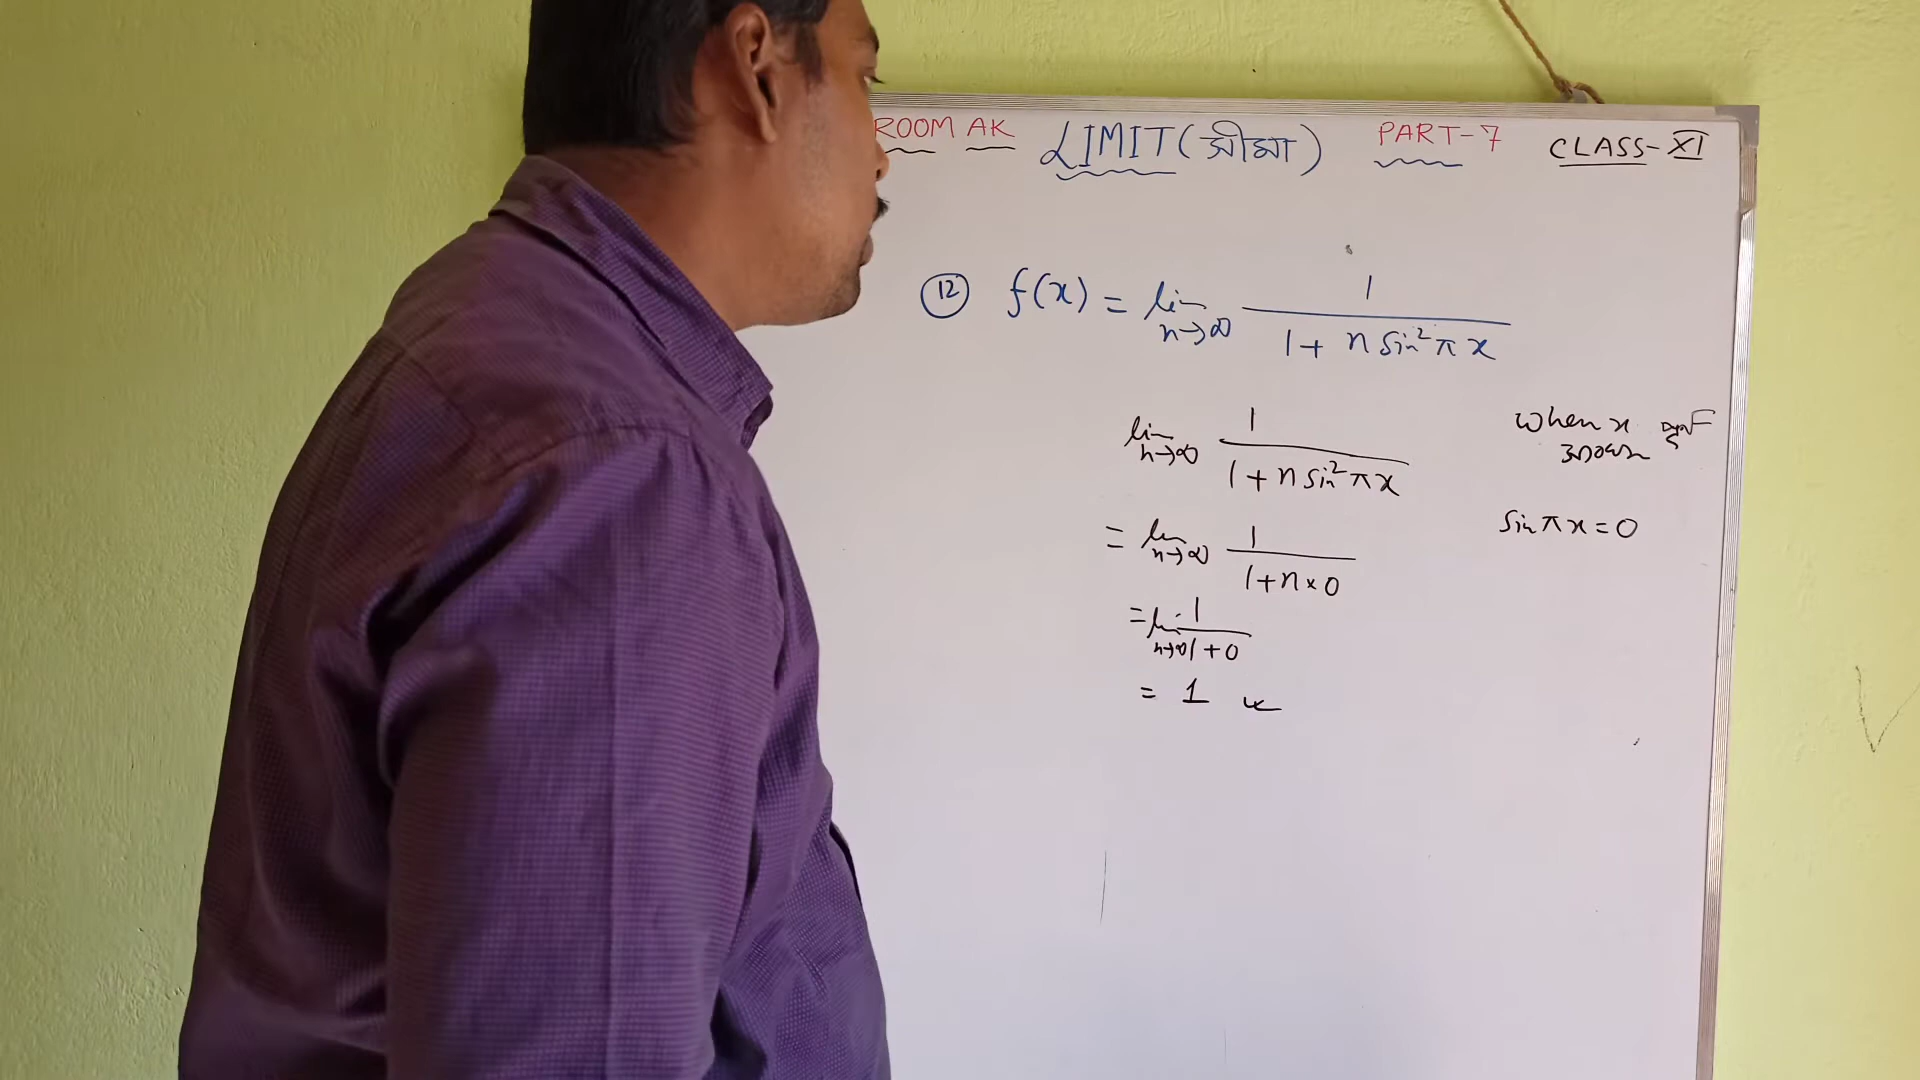 ROOM AK LIMIT (সীমা) PART-7 CLASS-XI
12 f(x) = lim n→∞ 1 / (1 + n sin²πx)
lim n→∞ 1 / (1 + n sin²πx)
when x
= lim n→∞ 1 / (1 + n × 0)
sin πx = 0
= lim n→∞ 1 / (1 + 0)
= 1